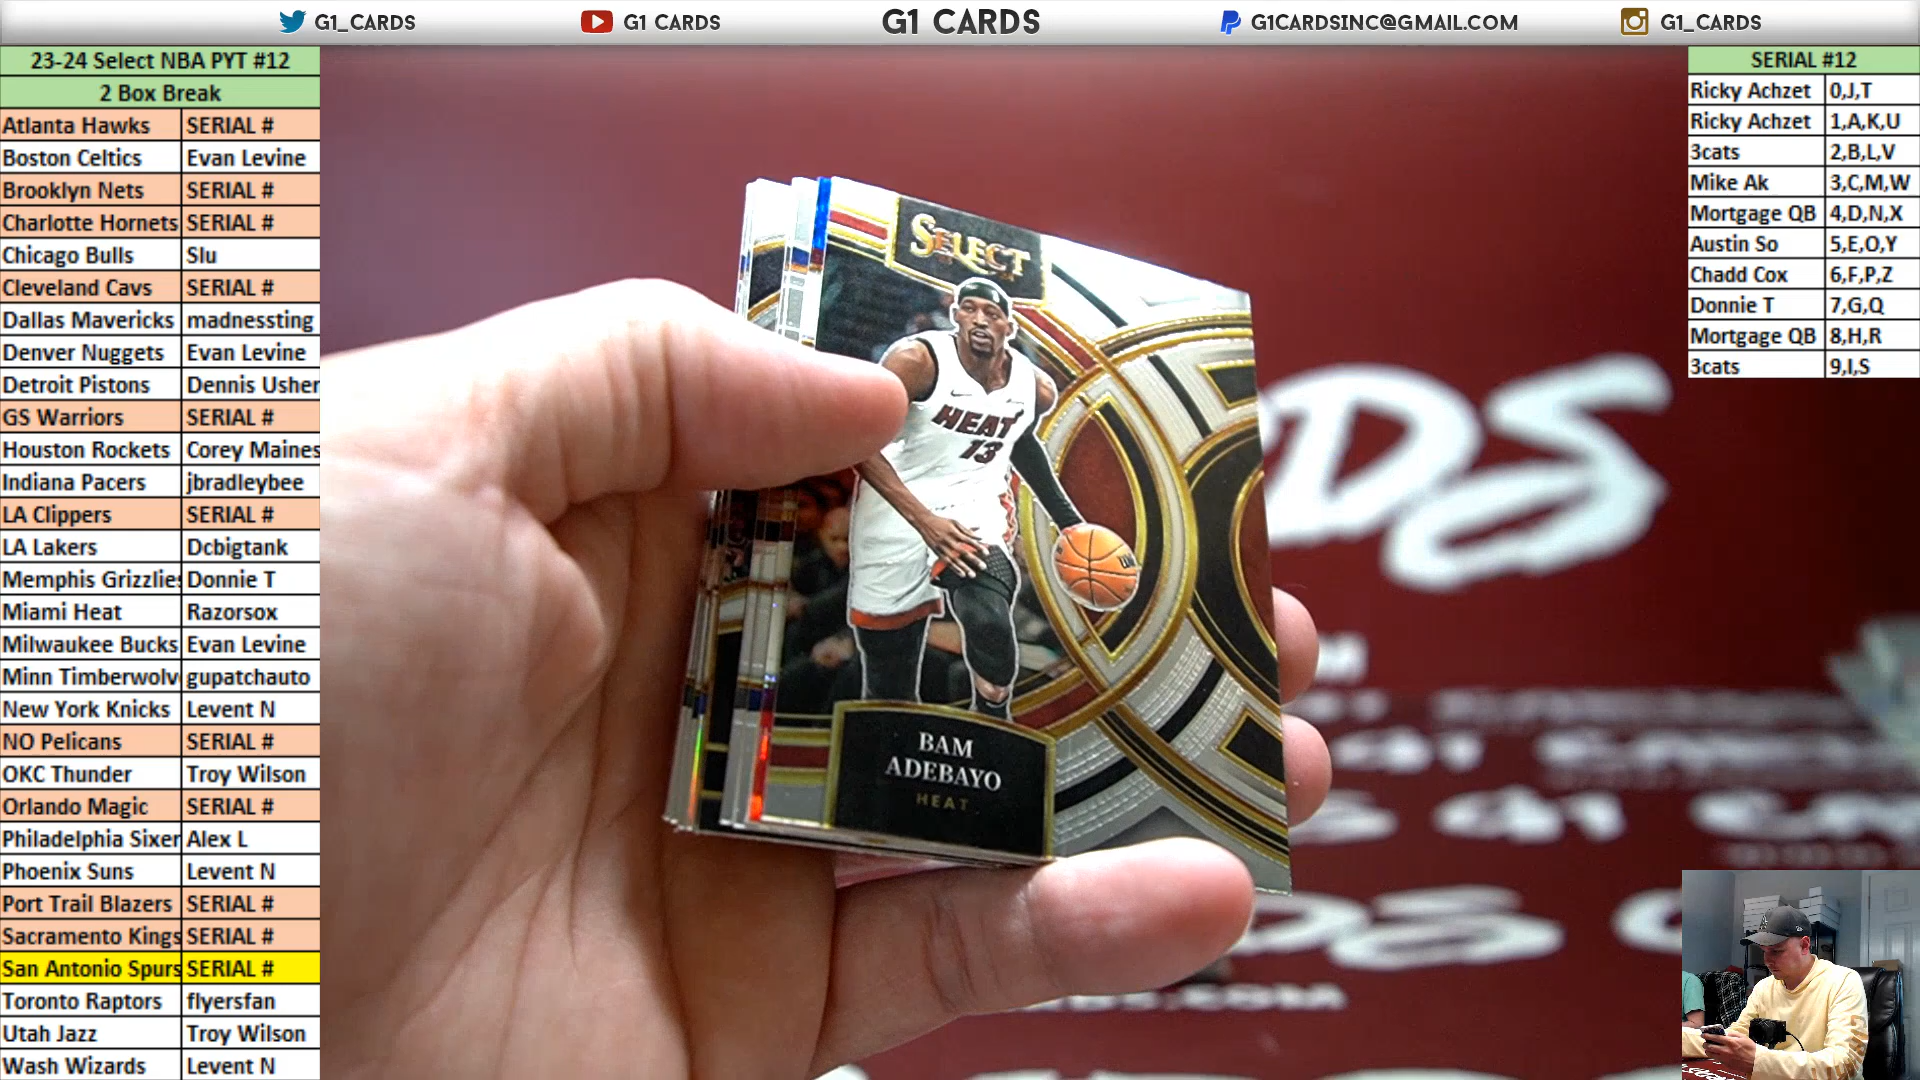 G1_CARDS
G1 CARDS
G1 CARDS
G1CARDSINC@GMAIL.COM
G1_CARDS
23-24 Select NBA PYT #12
2 Box Break
Atlanta Hawks SERIAL #
Boston Celtics Evan Levine
Brooklyn Nets SERIAL #
Charlotte Hornets SERIAL #
Chicago Bulls Slu
Cleveland Cavs SERIAL #
Dallas Mavericks madnessting
Denver Nuggets Evan Levine
Detroit Pistons Dennis Usher
GS Warriors SERIAL #
Houston Rockets Corey Maines
Indiana Pacers jbradleybee
LA Clippers SERIAL #
LA Lakers Dcbigtank
Memphis Grizzlies Donnie T
Miami Heat Razorsox
Milwaukee Bucks Evan Levine
Minn Timberwolv gupatchauto
New York Knicks Levent N
NO Pelicans SERIAL #
OKC Thunder Troy Wilson
Orlando Magic SERIAL #
Philadelphia Sixer Alex L
Phoenix Suns Levent N
Port Trail Blazers SERIAL #
Sacramento Kings SERIAL #
San Antonio Spurs SERIAL #
Toronto Raptors flyersfan
Utah Jazz Troy Wilson
Wash Wizards Levent N
SELECT
HEAT
13
BAM
ADEBAYO
HEAT
SERIAL #12
Ricky Achzet 0,J,T
Ricky Achzet 1,A,K,U
3cats 2,B,L,V
Mike Ak 3,C,M,W
Mortgage QB 4,D,N,X
Austin So 5,E,O,Y
Chadd Cox 6,F,P,Z
Donnie T 7,G,Q
Mortgage QB 8,H,R
3cats 9,I,S